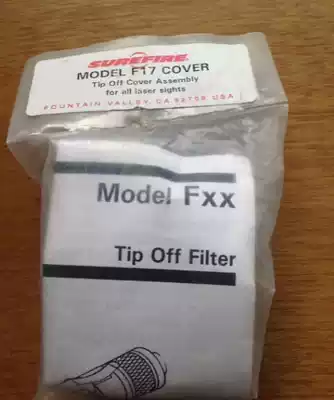 SUREFIRE
MODEL F17 COVER
Tip Off Cover Assembly
for all laser sights
FOUNTAIN VALLEY, CA 92728 USA
Model Fxx
Tip Off Filter